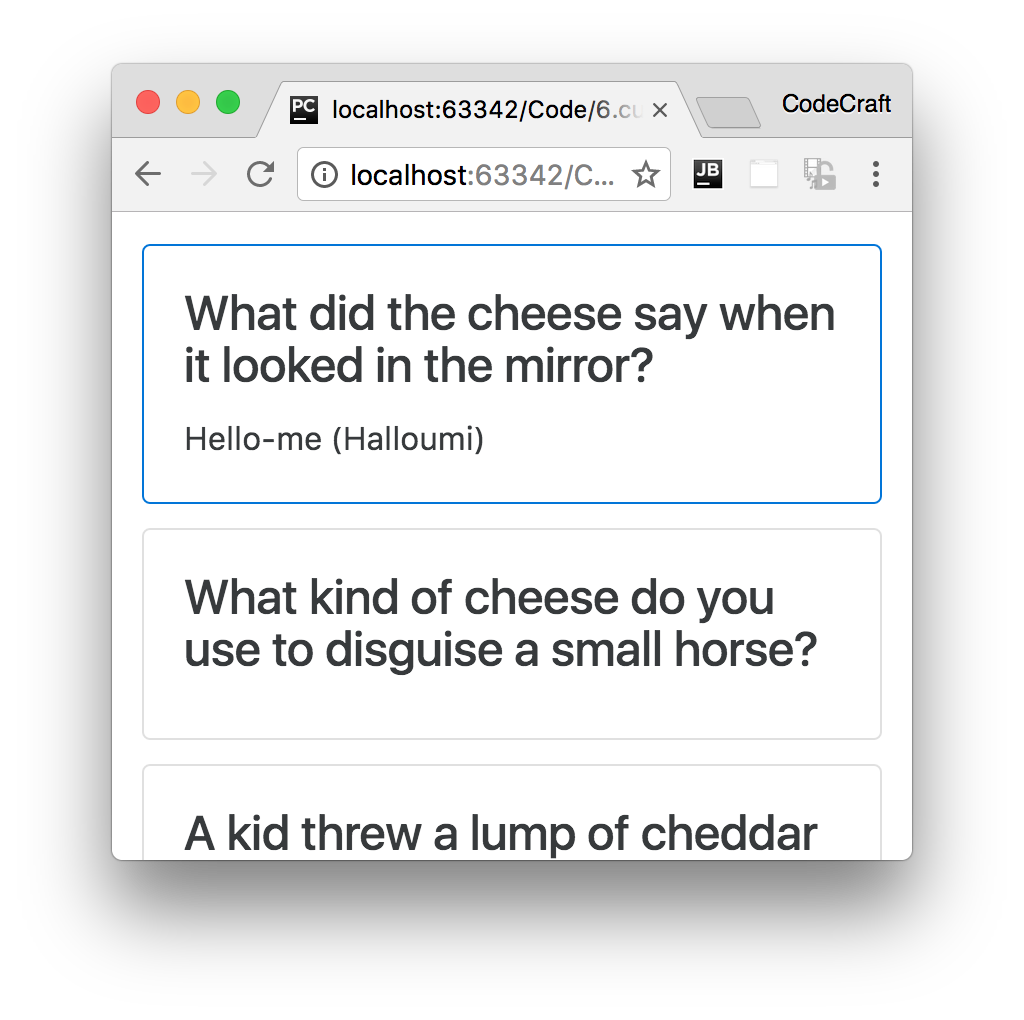 PC localhost:63342/Code/6.cu CodeCraft
localhost:63342/C... JB
What did the cheese say when
it looked in the mirror?
Hello-me (Halloumi)
What kind of cheese do you
use to disguise a small horse?
A kid threw a lump of cheddar